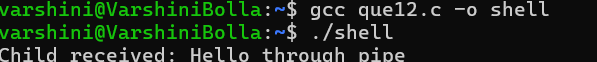 varshini@VarshiniBolla:~$ gcc que12.c -o shell
varshini@VarshiniBolla:~$ ./shell
Child received: Hello through pipe